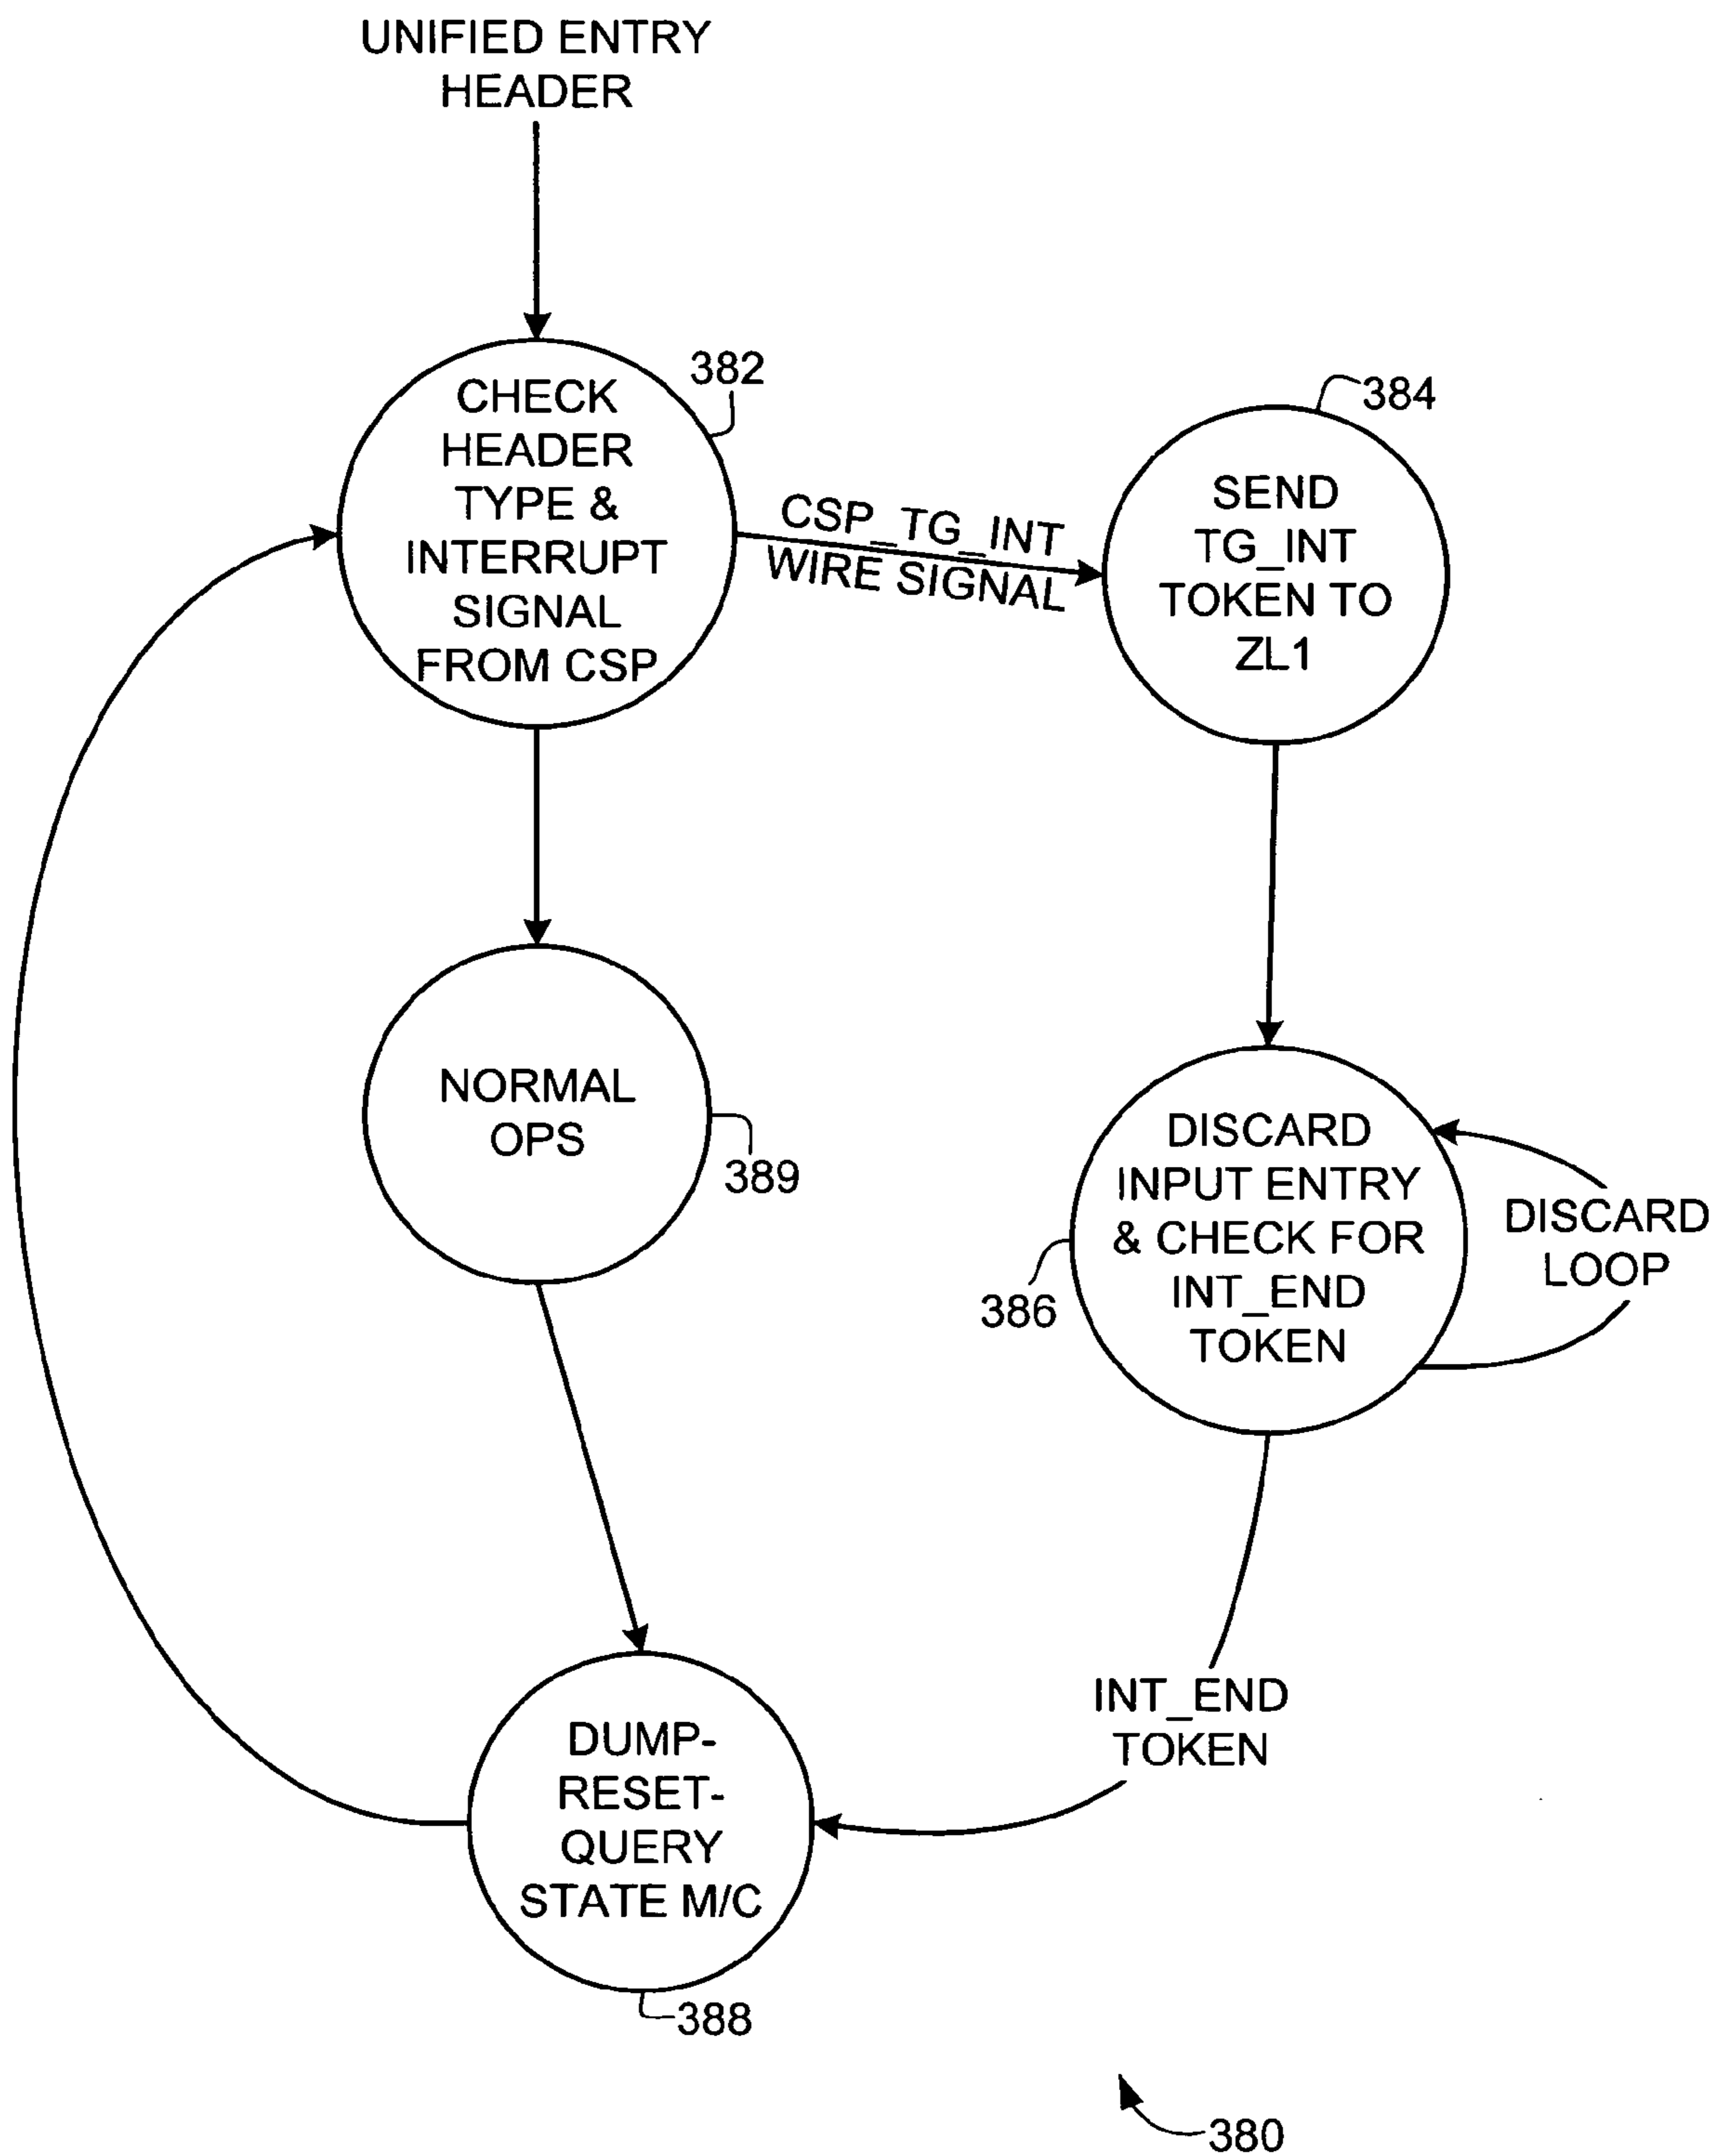 UNIFIED ENTRY
HEADER
CHECK
HEADER
TYPE &
INTERRUPT
SIGNAL
FROM CSP
382
CSP_TG_INT
WIRE SIGNAL
384
SEND
TG_INT
TOKEN TO
ZL1
NORMAL
OPS
389
DISCARD
INPUT ENTRY
& CHECK FOR
INT_END
TOKEN
386
DISCARD
LOOP
INT_END
TOKEN
DUMP-
RESET-
QUERY
STATE M/C
388
380